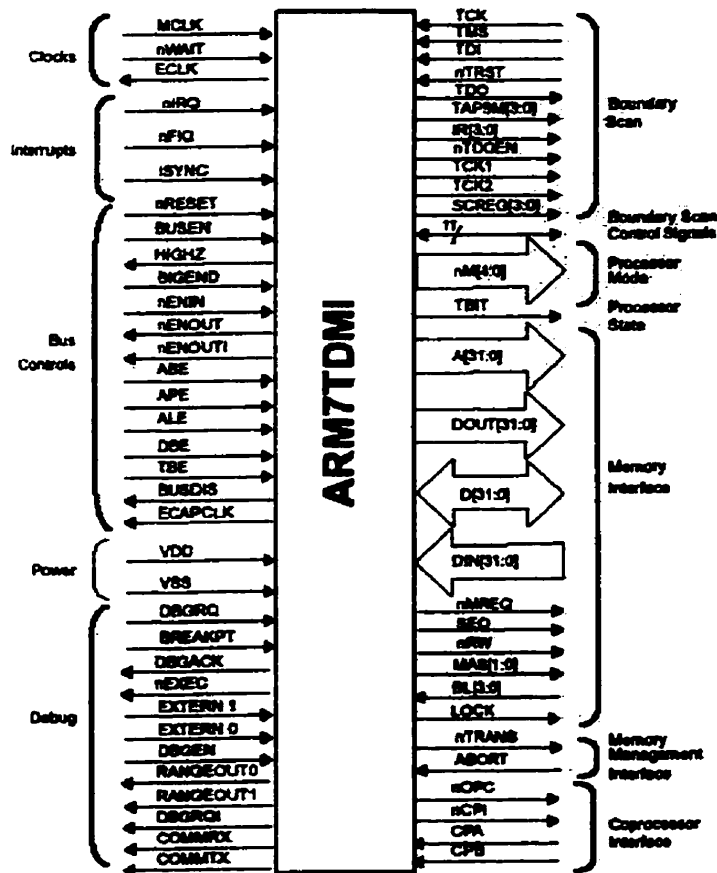 Clocks
MCLK
nWAIT
ECLK
Interrupts
nIRQ
nFIQ
ISYNC
Bus
Controls
nRESET
BUSEN
HIGHZ
BIGEND
nENIN
nENOUT
nENOUTI
ABE
APE
ALE
DBE
TBE
BUSDIS
ECAPCLK
Power
VDD
VSS
Debug
DBGRQ
BREAKPT
DBGACK
nEXEC
EXTERN 1
EXTERN 0
DBGEN
RANGEOUT0
RANGEOUT1
DBGRQI
COMMRX
COMMTX
ARM7TDMI
TCK
TMS
TDI
nTRST
TDO
TAPSM[3:0]
IR[3:0]
nTDOEN
TCK1
TCK2
SCREG[3:0]
Boundary
Scan
11
Boundary Scan
Control Signals
nM[4:0]
Processor
Mode
TBIT
Processor
State
A[31:0]
DOUT[31:0]
D[31:0]
DIN[31:0]
nMREQ
SEQ
nRW
MAS[1:0]
BL[3:0]
LOCK
Memory
Interface
nTRANS
ABORT
Memory
Management
Interface
nOPC
nCPI
CPA
CPB
Coprocessor
Interface